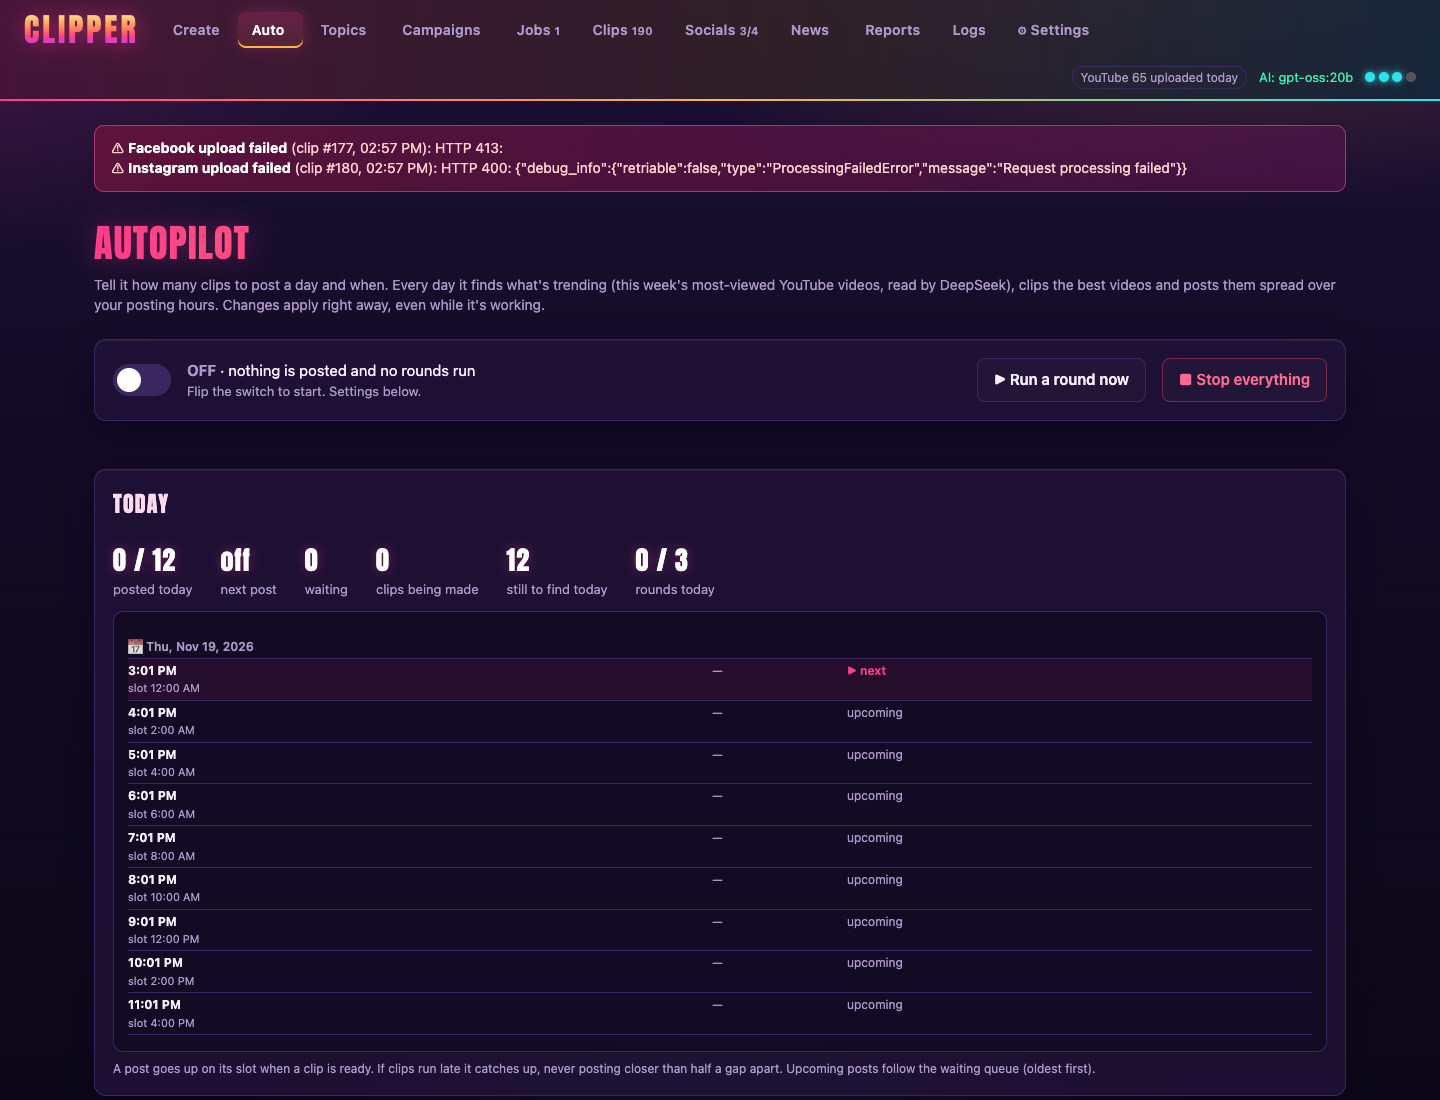 CLIPPER
Create
Auto
Topics
Campaigns
Jobs 1
Clips 190
Socials 3/4
News
Reports
Logs
⚙ Settings
YouTube 65 uploaded today
AI: gpt-oss:20b
⚠ Facebook upload failed (clip #177, 02:57 PM): HTTP 413:
⚠ Instagram upload failed (clip #180, 02:57 PM): HTTP 400: {"debug_info":{"retriable":false,"type":"ProcessingFailedError","message":"Request processing failed"}}
AUTOPILOT
Tell it how many clips to post a day and when. Every day it finds what's trending (this week's most-viewed YouTube videos, read by DeepSeek), clips the best videos and posts them spread over
your posting hours. Changes apply right away, even while it's working.
OFF · nothing is posted and no rounds run
Flip the switch to start. Settings below.
▶ Run a round now
■ Stop everything
TODAY
0 / 12
posted today
off
next post
0
waiting
0
clips being made
12
still to find today
0 / 3
rounds today
📅 Thu, Nov 19, 2026
3:01 PM — ▶ next
slot 12:00 AM
4:01 PM — upcoming
slot 2:00 AM
5:01 PM — upcoming
slot 4:00 AM
6:01 PM — upcoming
slot 6:00 AM
7:01 PM — upcoming
slot 8:00 AM
8:01 PM — upcoming
slot 10:00 AM
9:01 PM — upcoming
slot 12:00 PM
10:01 PM — upcoming
slot 2:00 PM
11:01 PM — upcoming
slot 4:00 PM
A post goes up on its slot when a clip is ready. If clips run late it catches up, never posting closer than half a gap apart. Upcoming posts follow the waiting queue (oldest first).